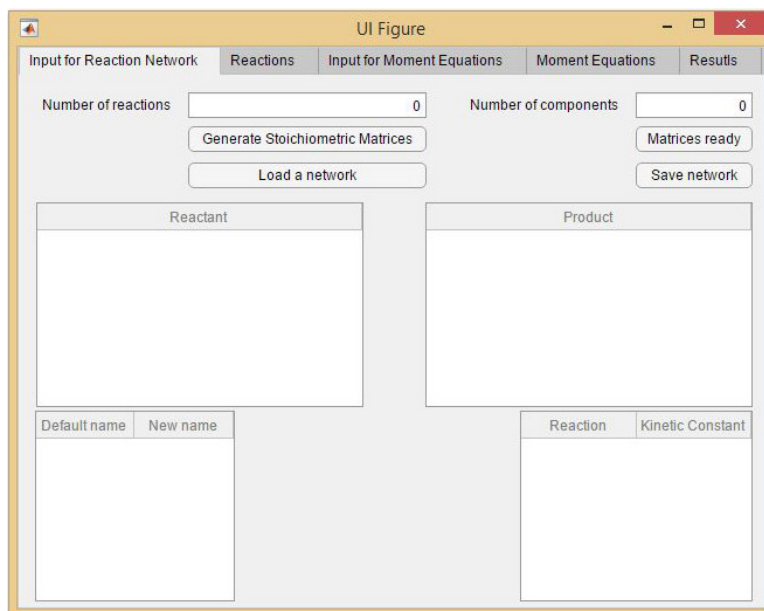 UI Figure
Input for Reaction Network Reactions Input for Moment Equations Moment Equations Resutls
Number of reactions 0 Number of components 0
Generate Stoichiometric Matrices Matrices ready
Load a network Save network
Reactant Product
Default name New name Reaction Kinetic Constant